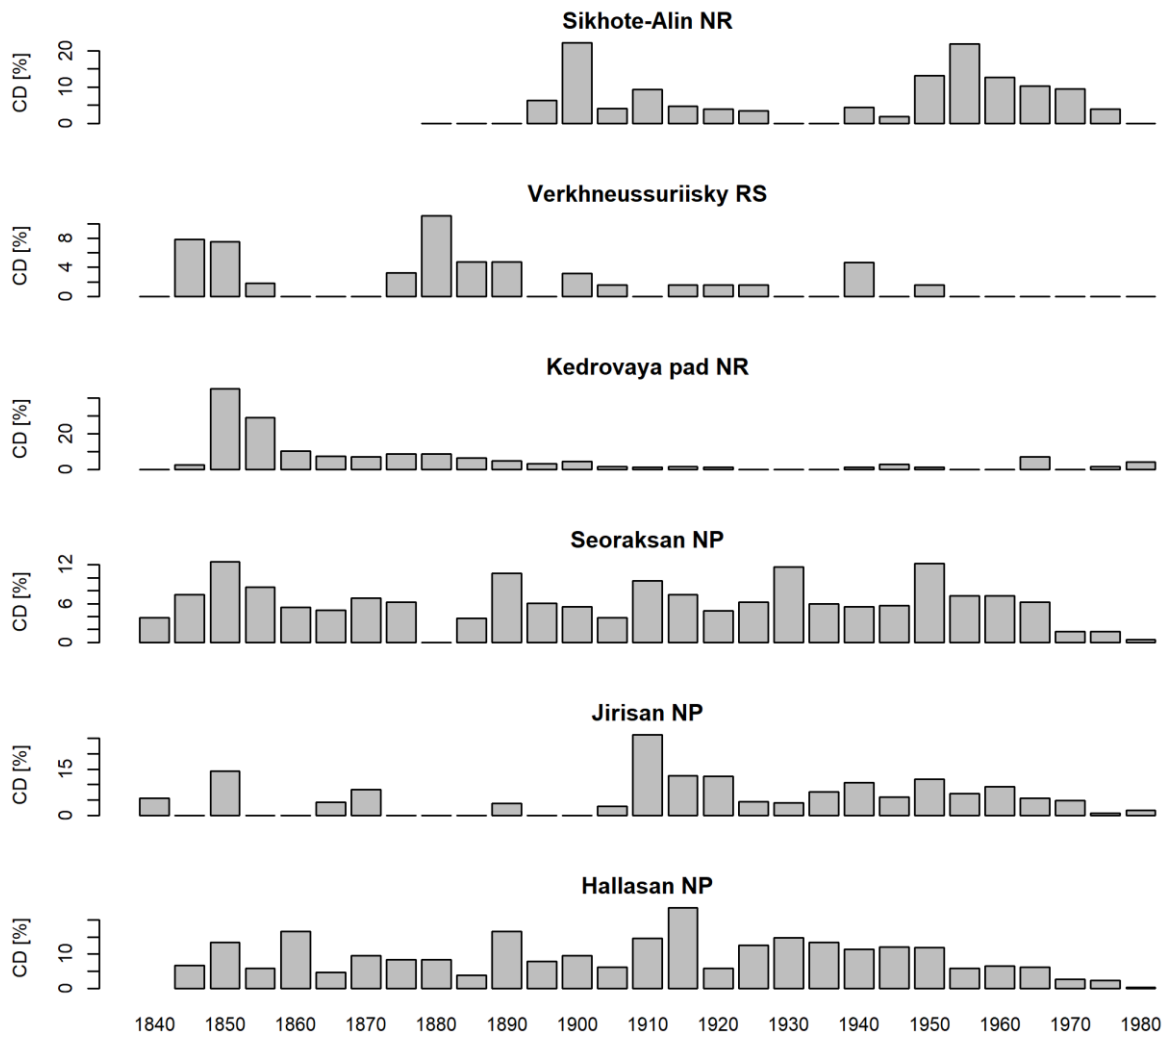 Sikhote-Alin NR
CD [%]
20
10
0
Verkhneussuriisky RS
CD [%]
8
4
0
Kedrovaya pad NR
CD [%]
20
0
Seoraksan NP
CD [%]
12
6
0
Jirisan NP
CD [%]
15
0
Hallasan NP
CD [%]
10
0
1840 1850 1860 1870 1880 1890 1900 1910 1920 1930 1940 1950 1960 1970 1980